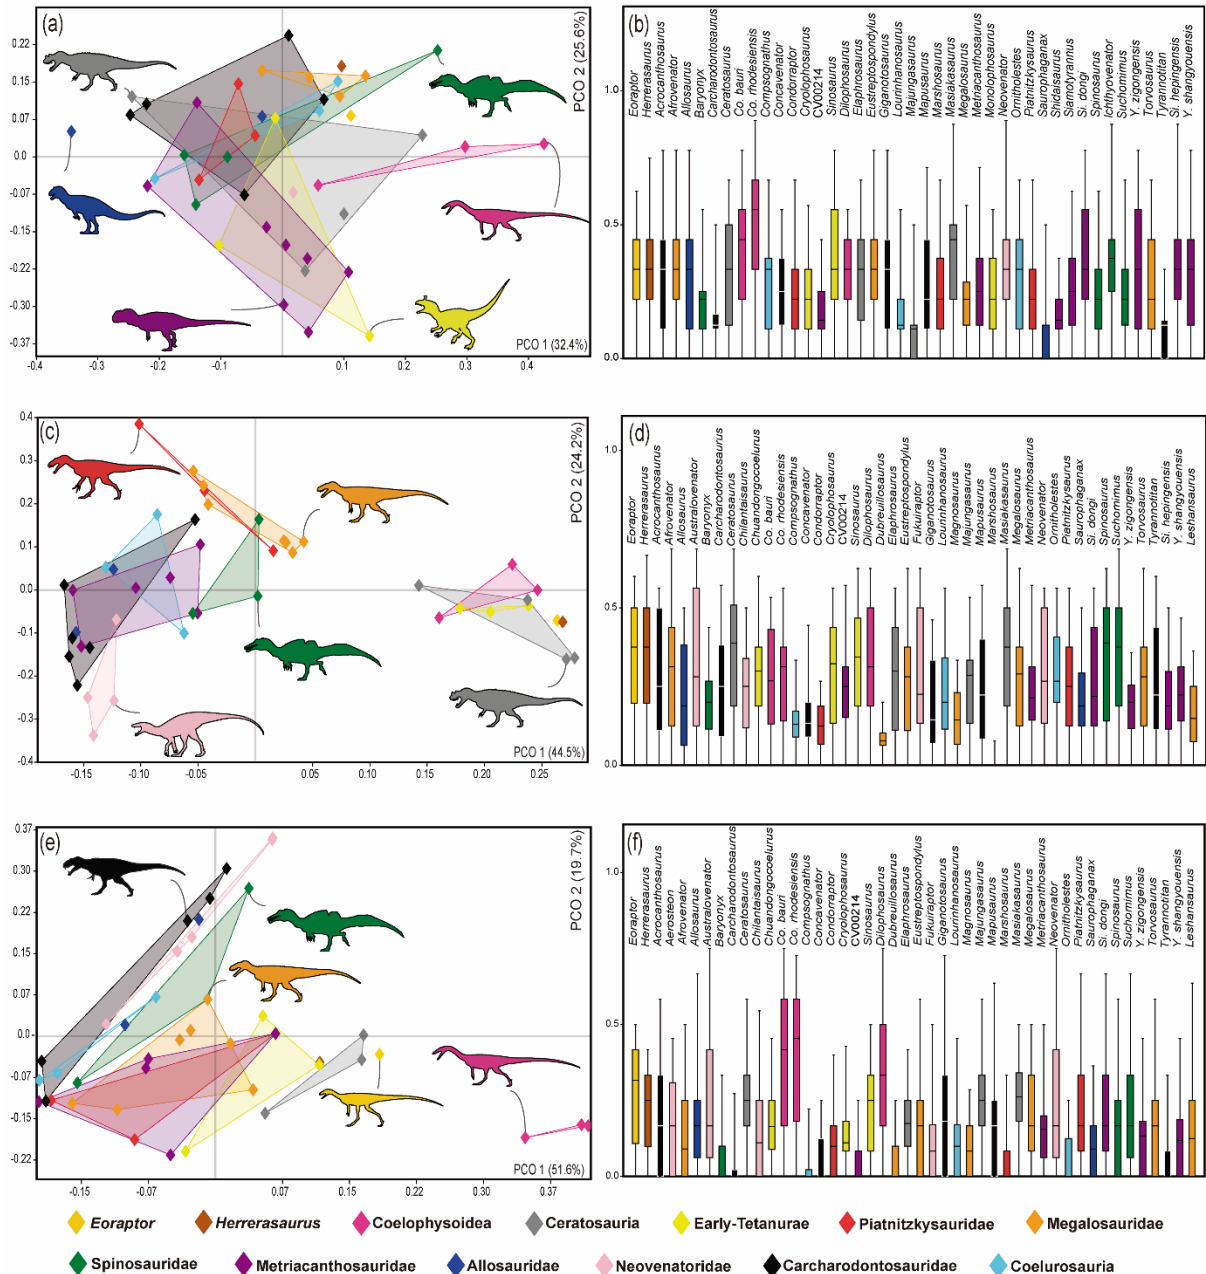 (a)
PCO 2 (25.6%)
0.22
0.15
0.07
0.0
-0.07
-0.15
-0.22
-0.30
-0.37
PCO 1 (32.4%)
-0.4
-0.3
-0.2
-0.1
0.0
0.1
0.2
0.3
0.4
0.5
(b)
1.0
0.5
0.0
Eoraptor
Herrerasaurus
Acrocanthosaurus
Afrovenator
Allosaurus
Baryonyx
Carcharodontosaurus
Ceratosaurus
Co. bauri
Co. rhodesiensis
Compsognathus
Concavenator
Condorraptor
Cryolophosaurus
CV00214
Sinosaurus
Dilophosaurus
Elaphrosaurus
Eustreptospondylus
Giganotosaurus
Lourinhanosaurus
Majungasaurus
Mapusaurus
Marshosaurus
Masiakasaurus
Megalosaurus
Metriacanthosaurus
Monolophosaurus
Neovenator
Ornitholestes
Piatnitzkysaurus
Saurophaganax
Shidaisaurus
Siamotyrannus
Si. dongi
Spinosaurus
Ichthyovenator
Suchomimus
Y. zigongensis
Torvosaurus
Tyrannotitan
Si. hepingensis
Y. shangyouensis
(c)
PCO 2 (24.2%)
0.4
0.3
0.2
0.1
0.0
-0.1
-0.2
-0.3
-0.4
PCO 1 (44.5%)
-0.15
-0.10
-0.05
0.05
0.10
0.15
0.20
0.25
(d)
1.0
0.5
0.0
Eoraptor
Herrerasaurus
Acrocanthosaurus
Afrovenator
Allosaurus
Australovenator
Baryonyx
Carcharodontosaurus
Ceratosaurus
Chilantaisaurus
Chuandongocoelurus
Co. bauri
Co. rhodesiensis
Compsognathus
Concavenator
Condorraptor
Cryolophosaurus
CV00214
Sinosaurus
Dilophosaurus
Dubreuillosaurus
Elaphrosaurus
Eustreptospondylus
Fukuiraptor
Giganotosaurus
Lourinhanosaurus
Magnosaurus
Majungasaurus
Mapusaurus
Marshosaurus
Masiakasaurus
Megalosaurus
Metriacanthosaurus
Neovenator
Ornitholestes
Piatnitzkysaurus
Saurophaganax
Si. dongi
Spinosaurus
Suchomimus
Y. zigongensis
Torvosaurus
Tyrannotitan
Si. hepingensis
Y. shangyouensis
Leshansaurus
(e)
PCO 2 (19.7%)
0.37
0.30
0.22
0.15
0.07
0.0
-0.07
-0.15
-0.22
PCO 1 (51.6%)
-0.15
-0.07
0.07
0.15
0.22
0.30
0.37
(f)
1.0
0.5
0.0
Eoraptor
Herrerasaurus
Acrocanthosaurus
Aerosteon
Afrovenator
Allosaurus
Australovenator
Baryonyx
Carcharodontosaurus
Ceratosaurus
Chilantaisaurus
Chuandongocoelurus
Co. bauri
Co. rhodesiensis
Compsognathus
Concavenator
Condorraptor
Cryolophosaurus
CV00214
Sinosaurus
Dilophosaurus
Dubreuillosaurus
Elaphrosaurus
Eustreptospondylus
Fukuiraptor
Giganotosaurus
Lourinhanosaurus
Magnosaurus
Majungasaurus
Mapusaurus
Marshosaurus
Masiakasaurus
Megalosaurus
Metriacanthosaurus
Neovenator
Ornitholestes
Piatnitzkysaurus
Saurophaganax
Si. dongi
Spinosaurus
Suchomimus
Y. zigongensis
Torvosaurus
Tyrannotitan
Y. shangyouensis
Leshansaurus
Eoraptor Herrerasaurus Coelophysoidea Ceratosauria Early-Tetanurae Piatnitzkysauridae Megalosauridae
Spinosauridae Metriacanthosauridae Allosauridae Neovenatoridae Carcharodontosauridae Coelurosauria